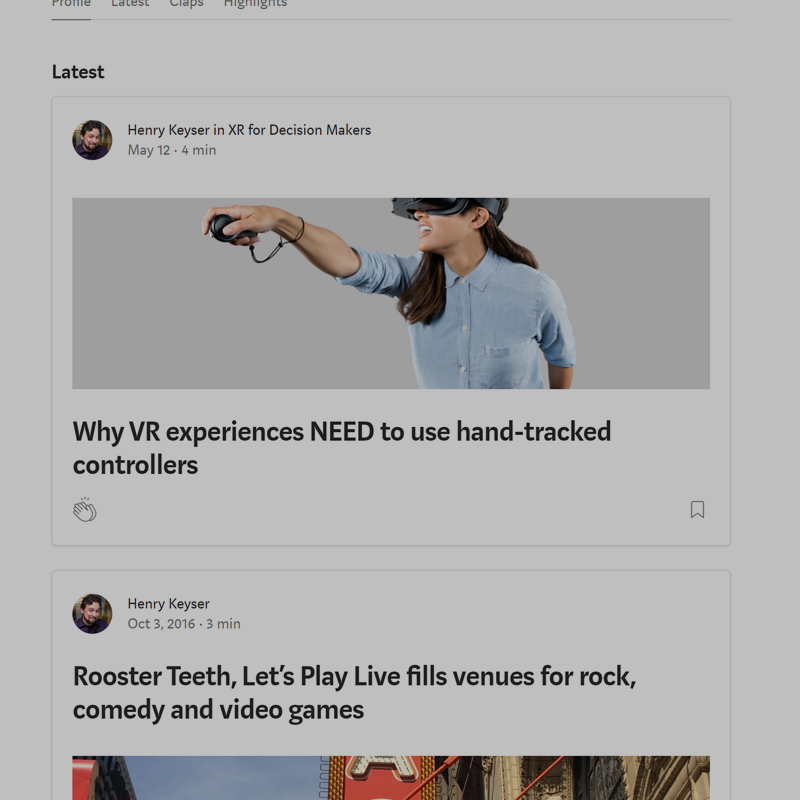 Profile Latest Claps Highlights
Latest
Henry Keyser in XR for Decision Makers
May 12 · 4 min
Why VR experiences NEED to use hand-tracked
controllers
Henry Keyser
Oct 3, 2016 · 3 min
Rooster Teeth, Let’s Play Live fills venues for rock,
comedy and video games
A